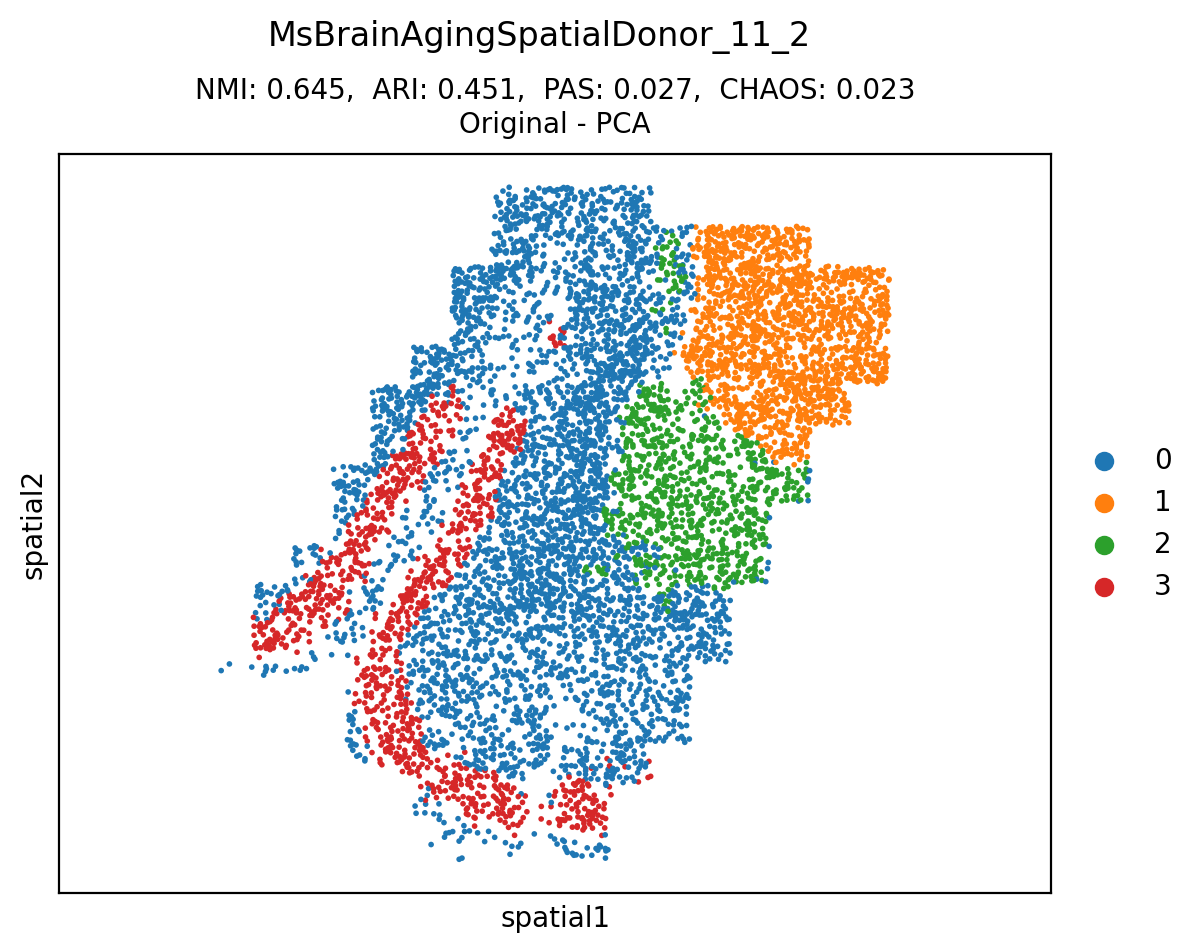 MsBrainAgingSpatialDonor_11_2
NMI: 0.645,  ARI: 0.451,  PAS: 0.027,  CHAOS: 0.023
Original - PCA
spatial2
0
1
2
3
spatial1